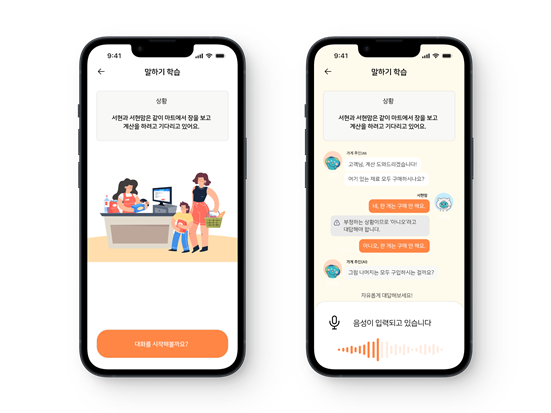 9:41
말하기 학습
상황
서현과 서현맘은 같이 마트에서 장을 보고
계산을 하려고 기다리고 있어요.
대화를 시작해볼까요?
9:41
말하기 학습
상황
서현과 서현맘은 같이 마트에서 장을 보고
계산을 하려고 기다리고 있어요.
가게 주인(AI)
고객님, 계산 도와드리겠습니다!
여기 있는 재료 모두 구매하시나요?
서현맘
네, 한 개는 구매 안 해요.
부정하는 상황이므로 '아니오'라고
대답해야 합니다.
아니오, 한 개는 구매 안 해요.
가게 주인(AI)
그럼 나머지는 모두 구입하시는 걸까요?
자유롭게 대답해보세요!
음성이 입력되고 있습니다